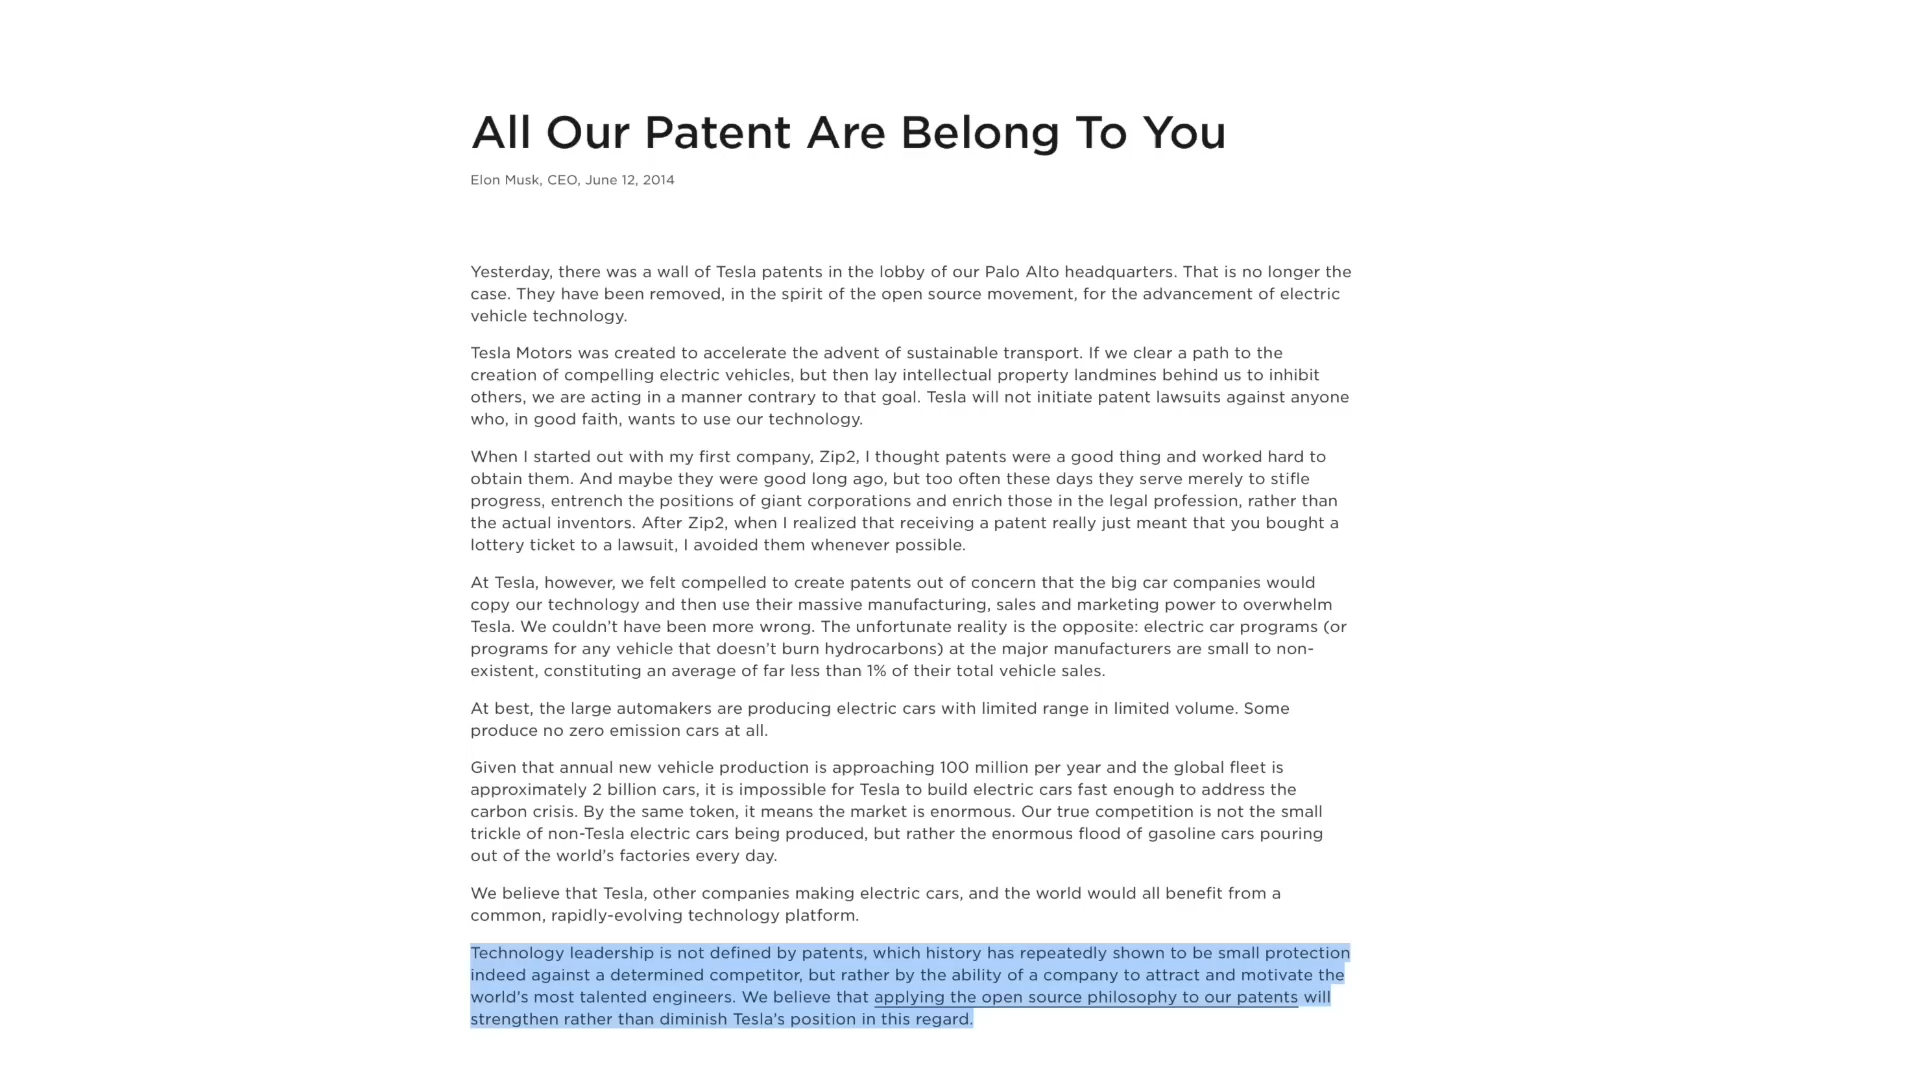 All Our Patent Are Belong To You
Elon Musk, CEO, June 12, 2014
Yesterday, there was a wall of Tesla patents in the lobby of our Palo Alto headquarters. That is no longer the
case. They have been removed, in the spirit of the open source movement, for the advancement of electric
vehicle technology.
Tesla Motors was created to accelerate the advent of sustainable transport. If we clear a path to the
creation of compelling electric vehicles, but then lay intellectual property landmines behind us to inhibit
others, we are acting in a manner contrary to that goal. Tesla will not initiate patent lawsuits against anyone
who, in good faith, wants to use our technology.
When I started out with my first company, Zip2, I thought patents were a good thing and worked hard to
obtain them. And maybe they were good long ago, but too often these days they serve merely to stifle
progress, entrench the positions of giant corporations and enrich those in the legal profession, rather than
the actual inventors. After Zip2, when I realized that receiving a patent really just meant that you bought a
lottery ticket to a lawsuit, I avoided them whenever possible.
At Tesla, however, we felt compelled to create patents out of concern that the big car companies would
copy our technology and then use their massive manufacturing, sales and marketing power to overwhelm
Tesla. We couldn’t have been more wrong. The unfortunate reality is the opposite: electric car programs (or
programs for any vehicle that doesn’t burn hydrocarbons) at the major manufacturers are small to non-
existent, constituting an average of far less than 1% of their total vehicle sales.
At best, the large automakers are producing electric cars with limited range in limited volume. Some
produce no zero emission cars at all.
Given that annual new vehicle production is approaching 100 million per year and the global fleet is
approximately 2 billion cars, it is impossible for Tesla to build electric cars fast enough to address the
carbon crisis. By the same token, it means the market is enormous. Our true competition is not the small
trickle of non-Tesla electric cars being produced, but rather the enormous flood of gasoline cars pouring
out of the world’s factories every day.
We believe that Tesla, other companies making electric cars, and the world would all benefit from a
common, rapidly-evolving technology platform.
Technology leadership is not defined by patents, which history has repeatedly shown to be small protection
indeed against a determined competitor, but rather by the ability of a company to attract and motivate the
world’s most talented engineers. We believe that applying the open source philosophy to our patents will
strengthen rather than diminish Tesla’s position in this regard.